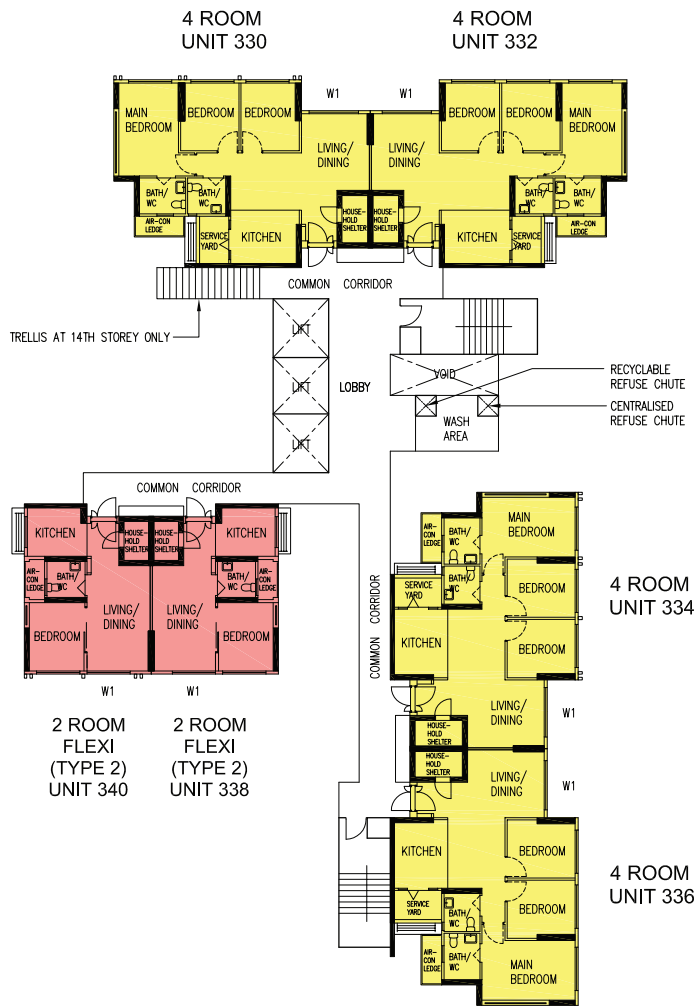 4 ROOM
UNIT 330
4 ROOM
UNIT 332
W1
W1
MAIN
BEDROOM
BEDROOM
BEDROOM
BEDROOM
BEDROOM
MAIN
BEDROOM
LIVING/
DINING
LIVING/
DINING
BATH/
WC
BATH/
WC
BATH/
WC
BATH/
WC
AIR-CON
LEDGE
SERVICE
YARD
KITCHEN
HOUSE-
HOLD
SHELTER
HOUSE-
HOLD
SHELTER
KITCHEN
SERVICE
YARD
AIR-CON
LEDGE
COMMON CORRIDOR
TRELLIS AT 14TH STOREY ONLY
LIFT
LIFT
LIFT
LOBBY
VOID
WASH
AREA
RECYCLABLE
REFUSE CHUTE
CENTRALISED
REFUSE CHUTE
COMMON CORRIDOR
KITCHEN
HOUSE-
HOLD
SHELTER
HOUSE-
HOLD
SHELTER
KITCHEN
AIR-
CON
LEDGE
BATH/
WC
BATH/
WC
AIR-
CON
LEDGE
BEDROOM
LIVING/
DINING
LIVING/
DINING
BEDROOM
W1
W1
2 ROOM
FLEXI
(TYPE 2)
UNIT 340
2 ROOM
FLEXI
(TYPE 2)
UNIT 338
COMMON CORRIDOR
AIR-
CON
LEDGE
BATH/
WC
MAIN
BEDROOM
BATH/
WC
SERVICE
YARD
BEDROOM
KITCHEN
BEDROOM
4 ROOM
UNIT 334
LIVING/
DINING
W1
HOUSE-
HOLD
SHELTER
HOUSE-
HOLD
SHELTER
LIVING/
DINING
W1
KITCHEN
BEDROOM
4 ROOM
UNIT 336
SERVICE
YARD
BEDROOM
BATH/
WC
AIR-
CON
LEDGE
BATH/
WC
MAIN
BEDROOM